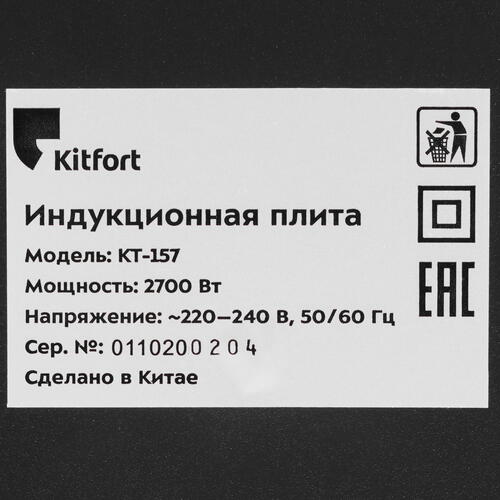 Kitfort
Индукционная плита
Модель: КТ-157
Мощность: 2700 Вт
Напряжение: ~220–240 В, 50/60 Гц
Сер. №: 0110200204
Сделано в Китае
EAC